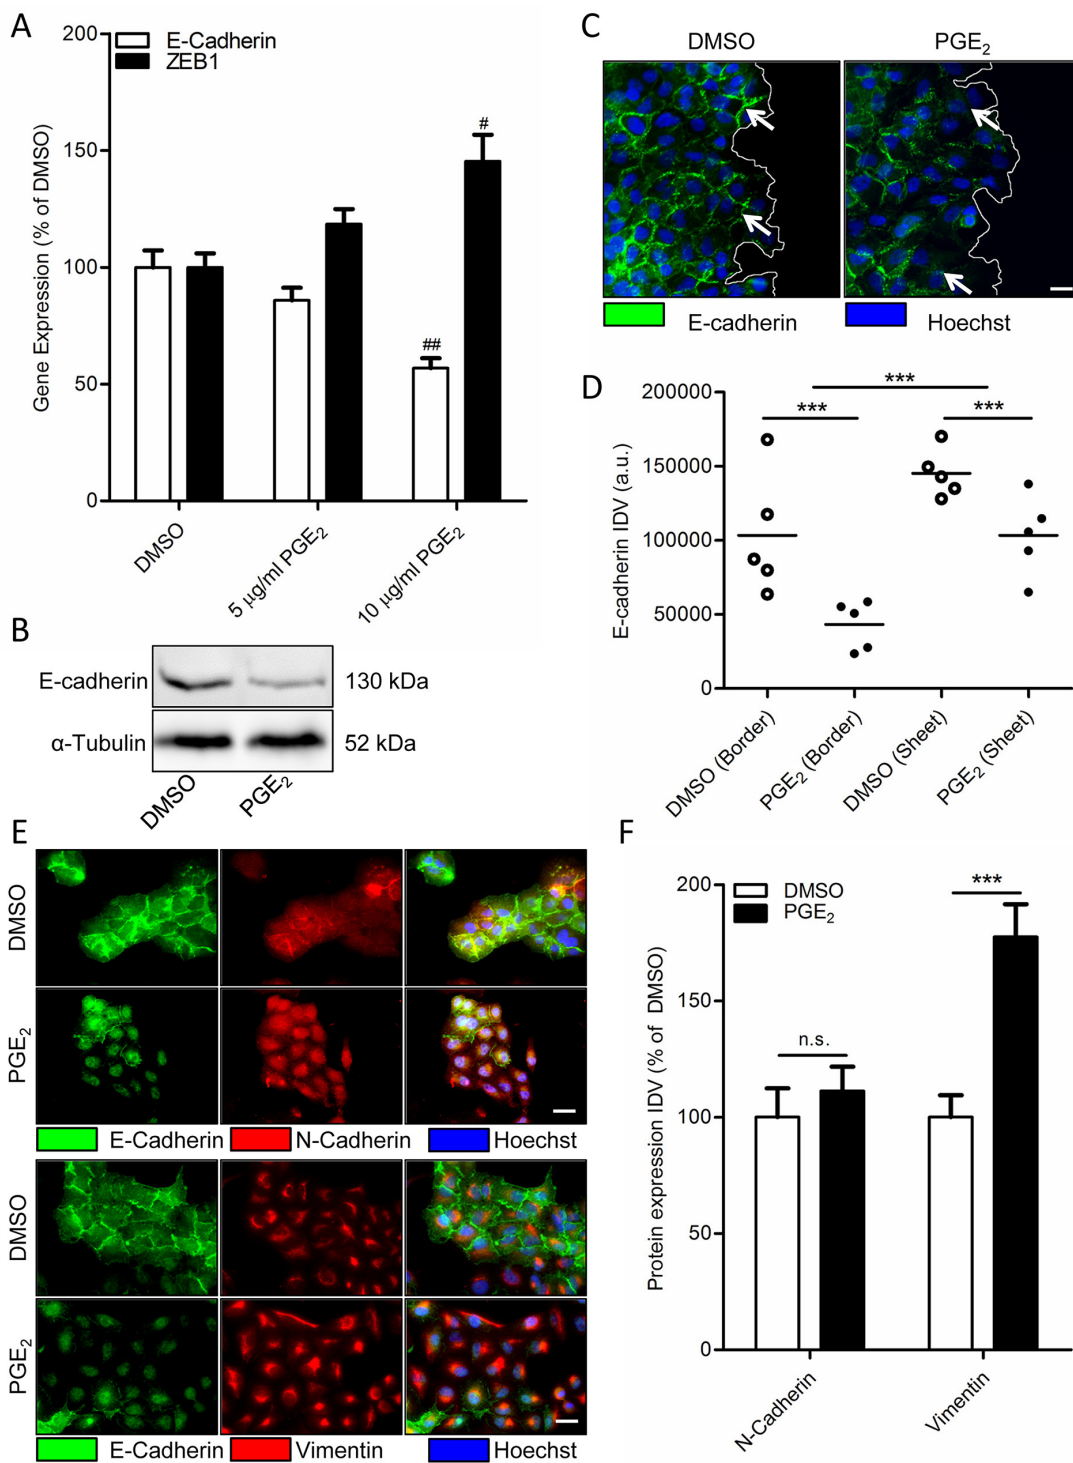 A
200
150
100
50
0
Gene Expression (% of DMSO)
E-Cadherin
ZEB1
##
#
DMSO
5 µg/ml PGE₂
10 µg/ml PGE₂
B
E-cadherin
130 kDa
α-Tubulin
52 kDa
DMSO
PGE₂
C
DMSO
PGE₂
E-cadherin
Hoechst
D
200000
150000
100000
50000
0
E-cadherin IDV (a.u.)
***
***
***
DMSO (Border)
PGE₂ (Border)
DMSO (Sheet)
PGE₂ (Sheet)
E
DMSO
PGE₂
E-Cadherin
N-Cadherin
Hoechst
DMSO
PGE₂
E-Cadherin
Vimentin
Hoechst
F
200
150
100
50
0
Protein expression IDV (% of DMSO)
DMSO
PGE₂
n.s.
***
N-Cadherin
Vimentin